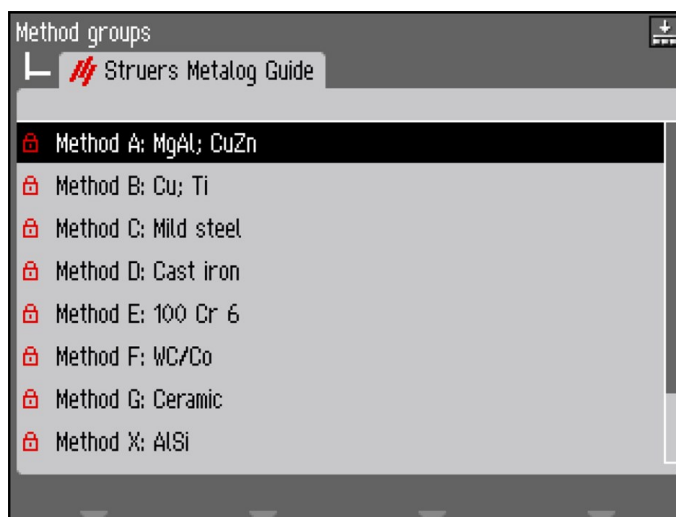 Method groups
Struers Metalog Guide
Method A: MgAl; CuZn
Method B: Cu; Ti
Method C: Mild steel
Method D: Cast iron
Method E: 100 Cr 6
Method F: WC/Co
Method G: Ceramic
Method X: AlSi